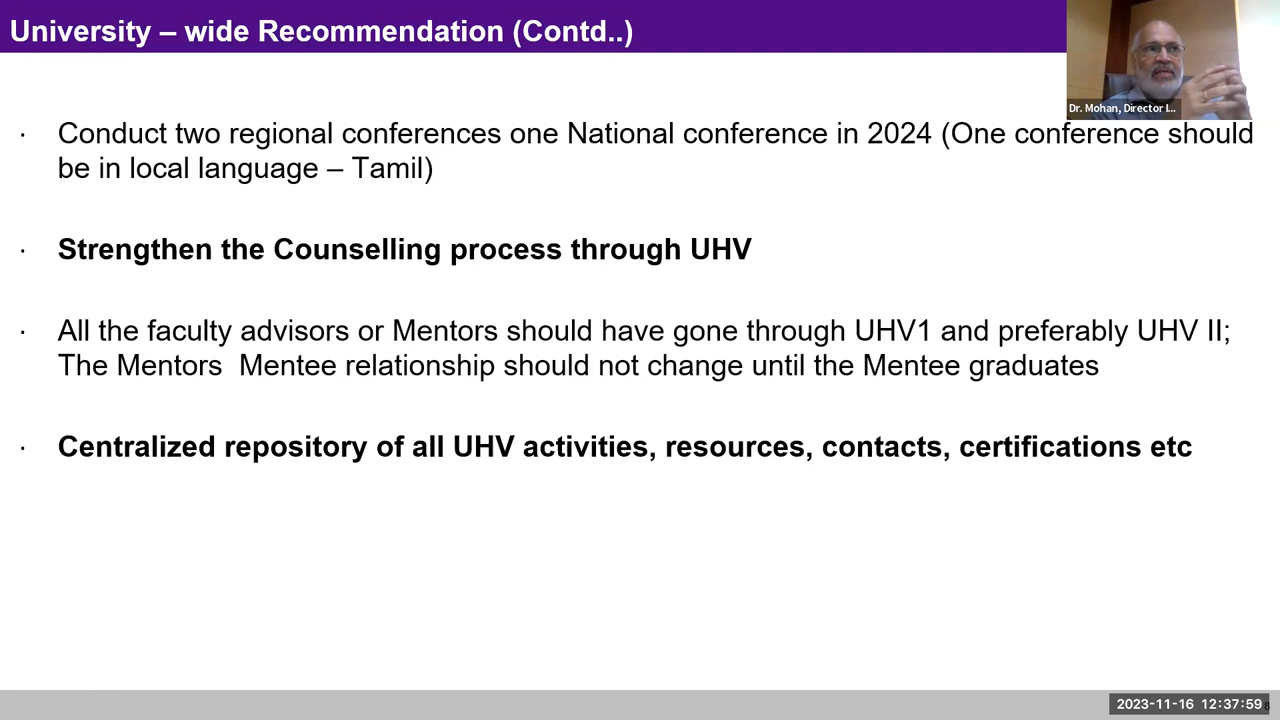 University – wide Recommendation (Contd..)
Dr. Mohan, Director I...
· Conduct two regional conferences one National conference in 2024 (One conference should
be in local language – Tamil)
· Strengthen the Counselling process through UHV
· All the faculty advisors or Mentors should have gone through UHV1 and preferably UHV II;
The Mentors  Mentee relationship should not change until the Mentee graduates
· Centralized repository of all UHV activities, resources, contacts, certifications etc
2023-11-16 12:37:59
8